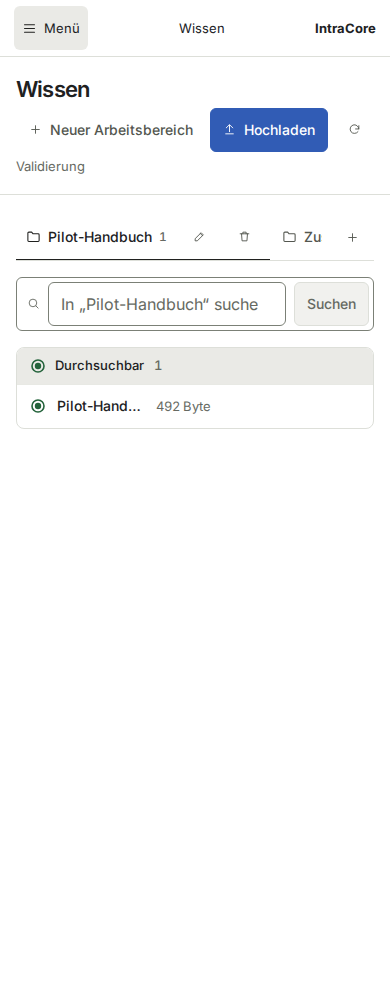 Menü Wissen IntraCore
Wissen
Neuer Arbeitsbereich Hochladen
Validierung
Pilot-Handbuch 1 Zu
In „Pilot-Handbuch“ suche Suchen
Durchsuchbar 1
Pilot-Hand... 492 Byte